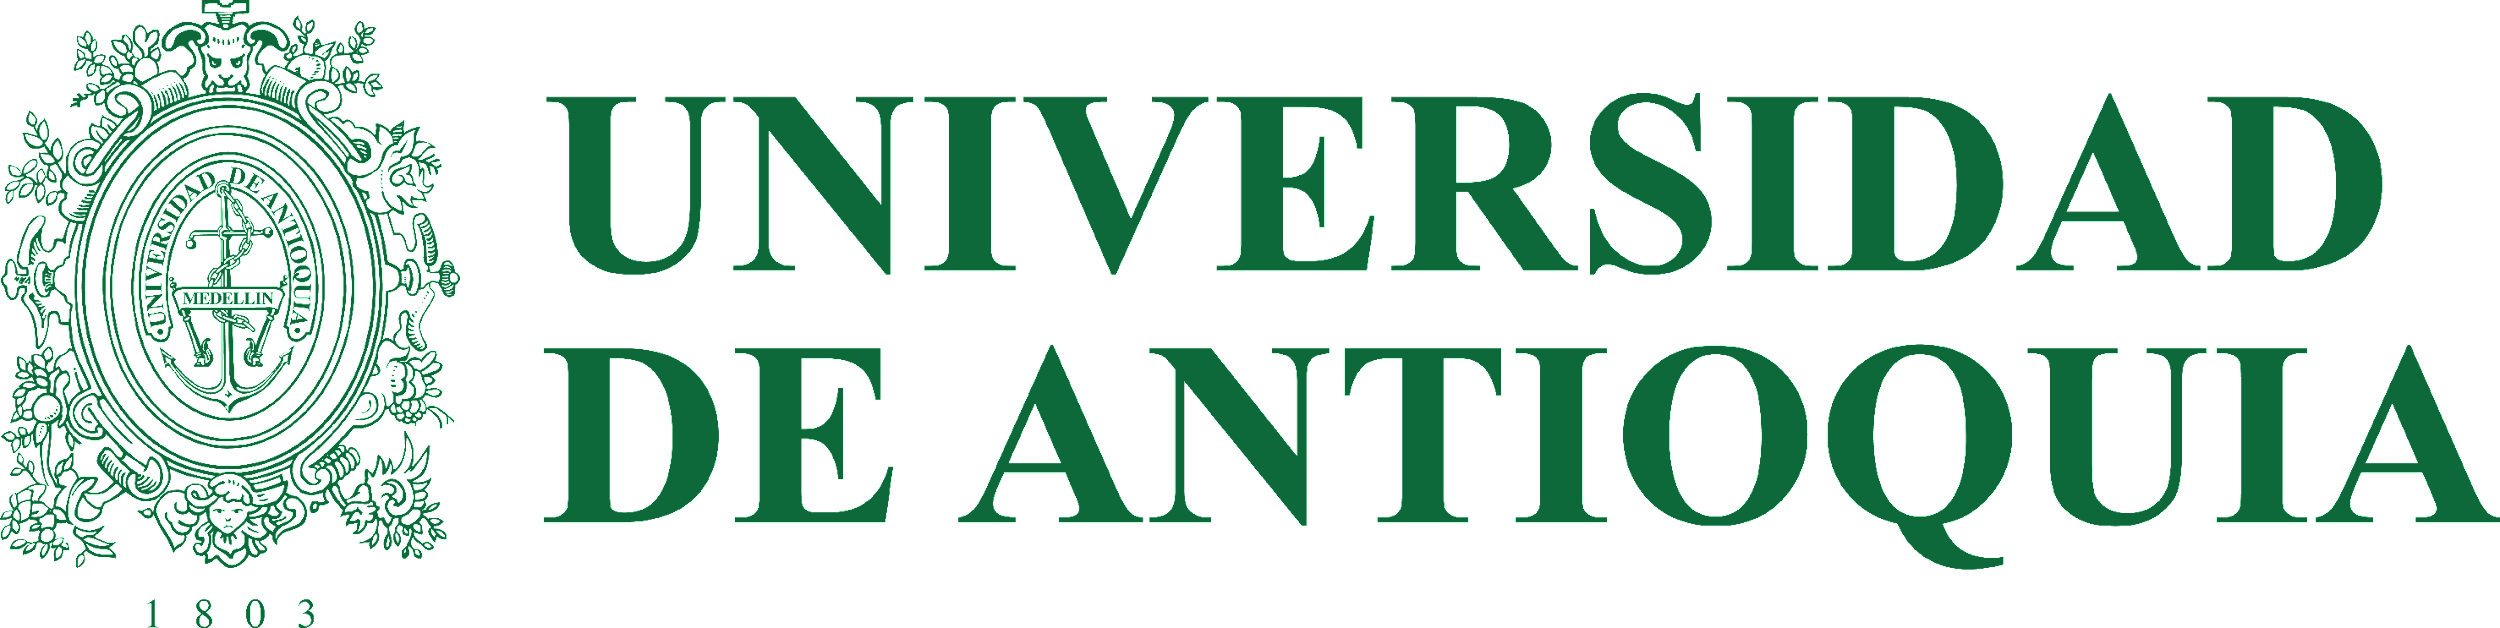 UNIVERSIDAD DE ANTIOQUIA
MEDELLIN
1803
UNIVERSIDAD
DE ANTIOQUIA